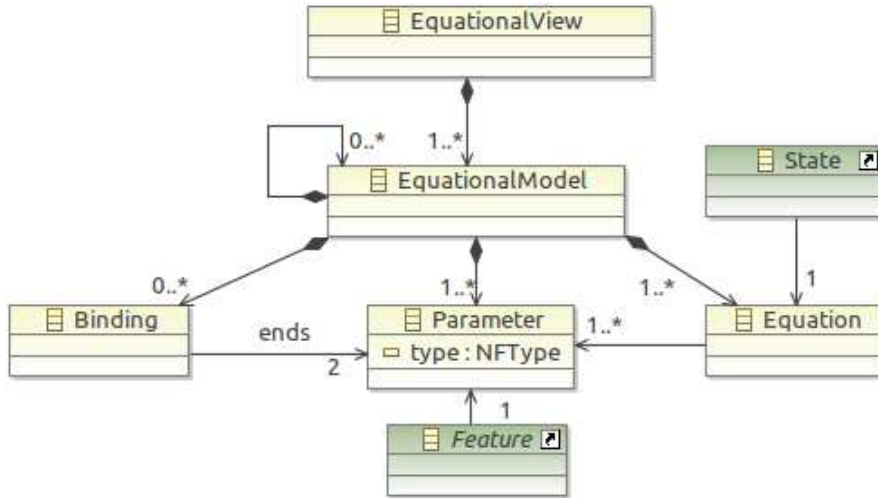 EquationalView
0..*
1..*
State
EquationalModel
0..*
1..*
1..*
1
Binding
Parameter
Equation
ends
1..*
type : NFType
2
1
Feature